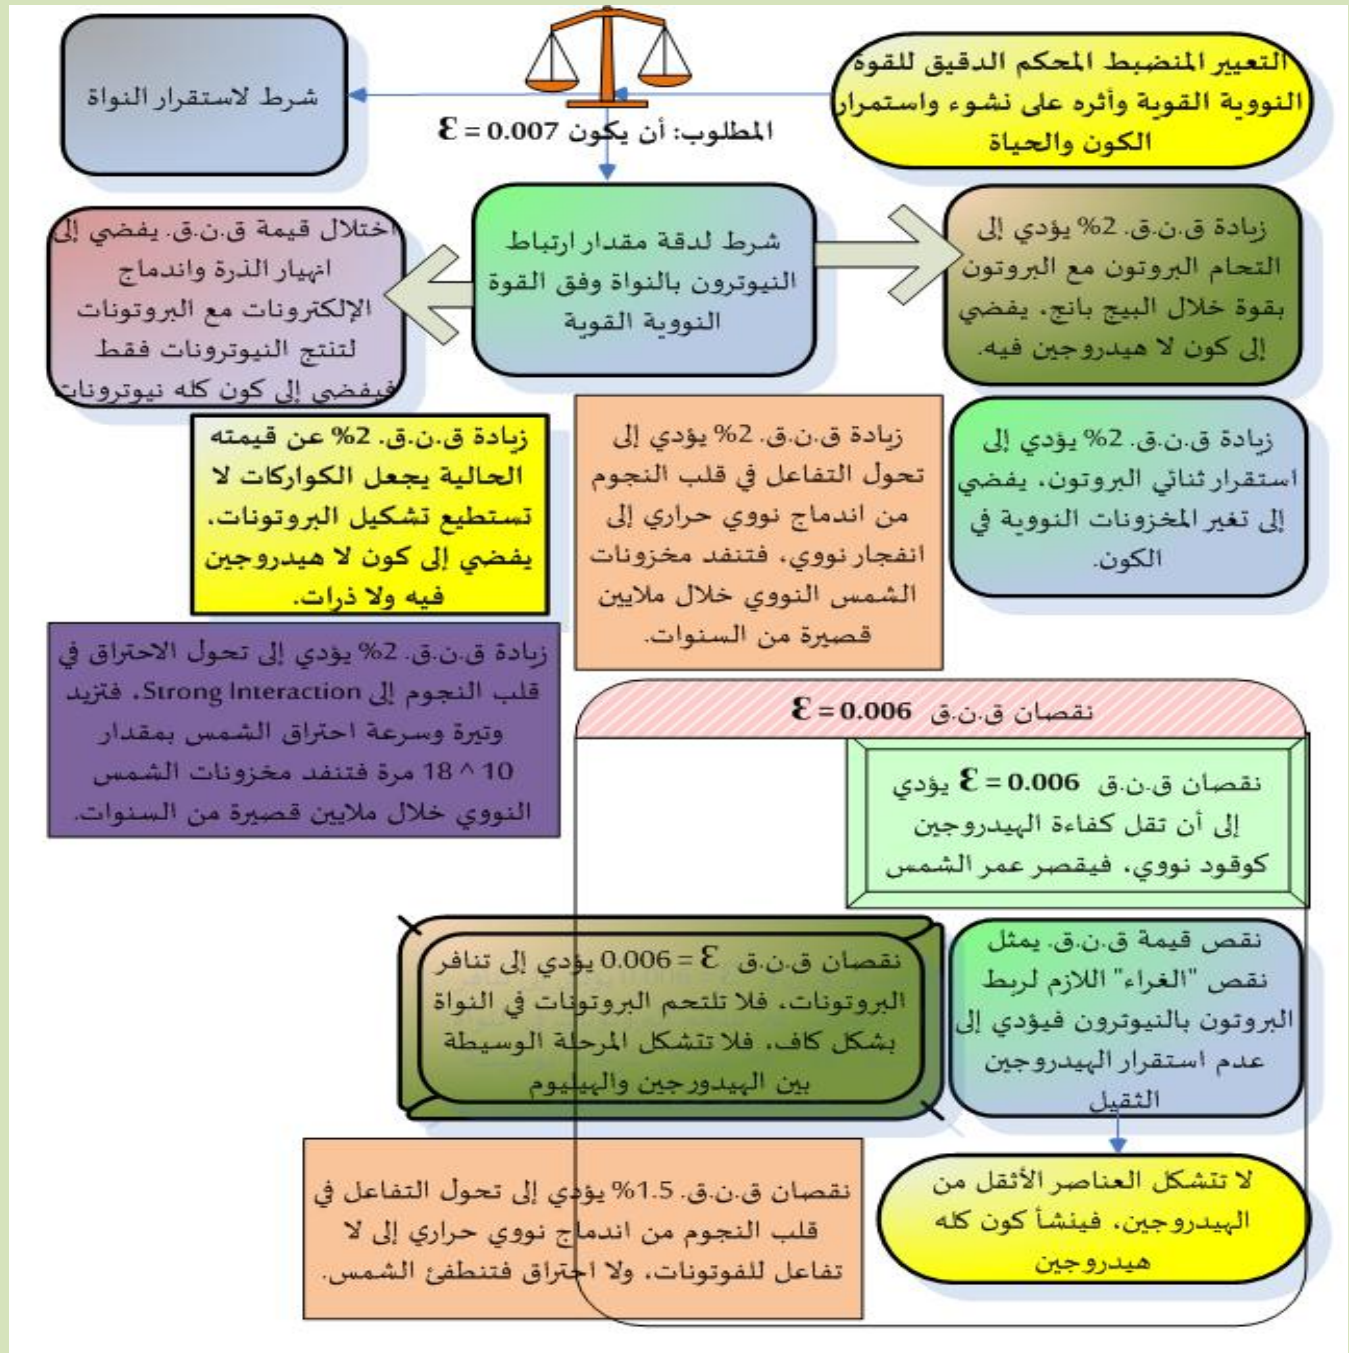 التعيير المنضبط المحكم الدقيق للقوة
النووية القوية وأثره على نشوء واستمرار
الكون والحياة
شرط لاستقرار النواة
المطلوب: أن يكون Ɛ = 0.007
زيادة ق.ن.ق. 2% يؤدي إلى
التحام البروتون مع البروتون
بقوة خلال البيج بانج، يفضي
إلى كون لا هيدروجين فيه.
شرط لدقة مقدار ارتباط
النيوترون بالنواة وفق القوة
النووية القوية
اختلال قيمة ق.ن.ق. يفضي إلى
انهيار الذرة واندماج
الإلكترونات مع البروتونات
لتنتج النيوترونات فقط
فيفضي إلى كون كله نيوترونات
زيادة ق.ن.ق. 2% يؤدي إلى
استقرار ثنائي البروتون، يفضي
إلى تغير المخزونات النووية في
الكون.
زيادة ق.ن.ق. 2% يؤدي إلى
تحول التفاعل في قلب النجوم
من اندماج نووي حراري إلى
انفجار نووي، فتنفد مخزونات
الشمس النووي خلال ملايين
قصيرة من السنوات.
زيادة ق.ن.ق. 2% عن قيمته
الحالية يجعل الكواركات لا
تستطيع تشكيل البروتونات،
يفضي إلى كون لا هيدروجين
فيه ولا ذرات.
زيادة ق.ن.ق. 2% يؤدي إلى تحول الاحتراق في
قلب النجوم إلى Strong Interaction، فتزيد
وتيرة وسرعة احتراق الشمس بمقدار
10 ^ 18 مرة فتنفد مخزونات الشمس
النووي خلال ملايين قصيرة من السنوات.
نقصان ق.ن.ق Ɛ = 0.006
نقصان ق.ن.ق Ɛ = 0.006 يؤدي
إلى أن تقل كفاءة الهيدروجين
كوقود نووي، فيقصر عمر الشمس
نقص قيمة ق.ن.ق. يمثل
نقص "الغراء" اللازم لربط
البروتون بالنيوترون فيؤدي إلى
عدم استقرار الهيدروجين
الثقيل
نقصان ق.ن.ق Ɛ = 0.006 يؤدي إلى تنافر
البروتونات، فلا تلتحم البروتونات في النواة
بشكل كاف، فلا تتشكل المرحلة الوسيطة
بين الهيدورجين والهيليوم
لا تتشكل العناصر الأثقل من
الهيدروجين، فينشأ كون كله
هيدروجين
نقصان ق.ن.ق. 1.5% يؤدي إلى تحول التفاعل في
قلب النجوم من اندماج نووي حراري إلى لا
تفاعل للفوتونات، ولا احتراق فتنطفئ الشمس.